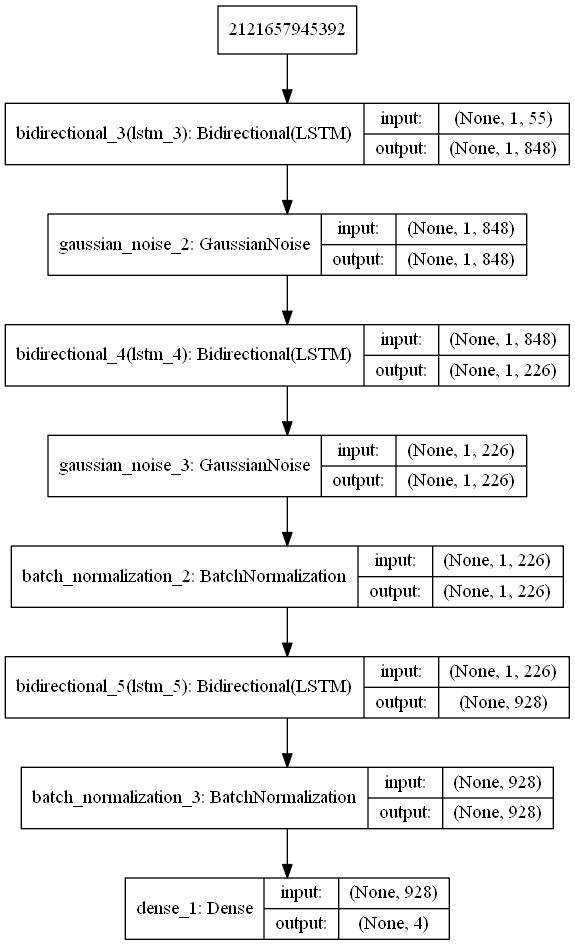 2121657945392
bidirectional_3(lstm_3): Bidirectional(LSTM)
input: (None, 1, 55)
output: (None, 1, 848)
gaussian_noise_2: GaussianNoise
input: (None, 1, 848)
output: (None, 1, 848)
bidirectional_4(lstm_4): Bidirectional(LSTM)
input: (None, 1, 848)
output: (None, 1, 226)
gaussian_noise_3: GaussianNoise
input: (None, 1, 226)
output: (None, 1, 226)
batch_normalization_2: BatchNormalization
input: (None, 1, 226)
output: (None, 1, 226)
bidirectional_5(lstm_5): Bidirectional(LSTM)
input: (None, 1, 226)
output: (None, 928)
batch_normalization_3: BatchNormalization
input: (None, 928)
output: (None, 928)
dense_1: Dense
input: (None, 928)
output: (None, 4)